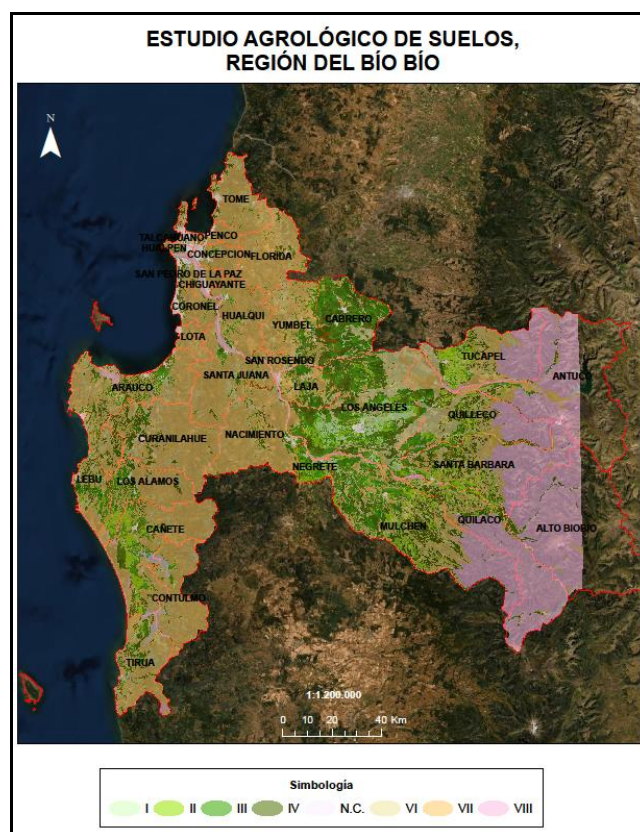 ESTUDIO AGROLÓGICO DE SUELOS,
REGIÓN DEL BÍO BÍO
N
TOME
TALCAHUANO
PENCO
HUALPEN
CONCEPCION
FLORIDA
SAN PEDRO DE LA PAZ
CHIGUAYANTE
CORONEL
HUALQUI
CABRERO
YUMBEL
LOTA
SAN ROSENDO
TUCAPEL
ANTUCO
ARAUCO
SANTA JUANA
LAJA
LOS ANGELES
QUILLECO
CURANILAHUE
NACIMIENTO
NEGRETE
SANTA BARBARA
LEBU
LOS ALAMOS
CAÑETE
MULCHEN
QUILACO
ALTO BIOBIO
CONTULMO
TIRUA
1:1.200.000
0 10 20 40 Km
Simbología
I II III IV N.C. VI VII VIII